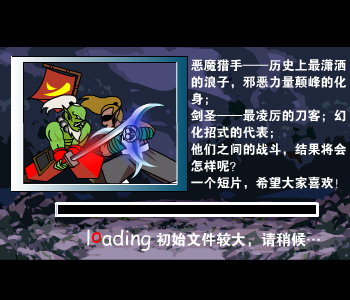 恶魔猎手——历史上最潇洒
的浪子，邪恶力量颠峰的化
身；
剑圣——最凌厉的刀客；幻
化招式的代表；
他们之间的战斗，结果将会
怎样呢？
一个短片，希望大家喜欢！
loading 初始文件较大，请稍候…